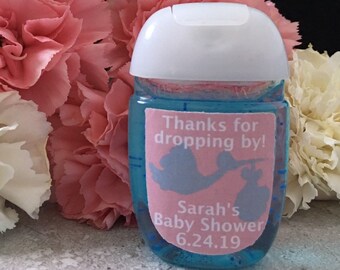 Thanks for
dropping by!
Sarah's
Baby Shower
6.24.19